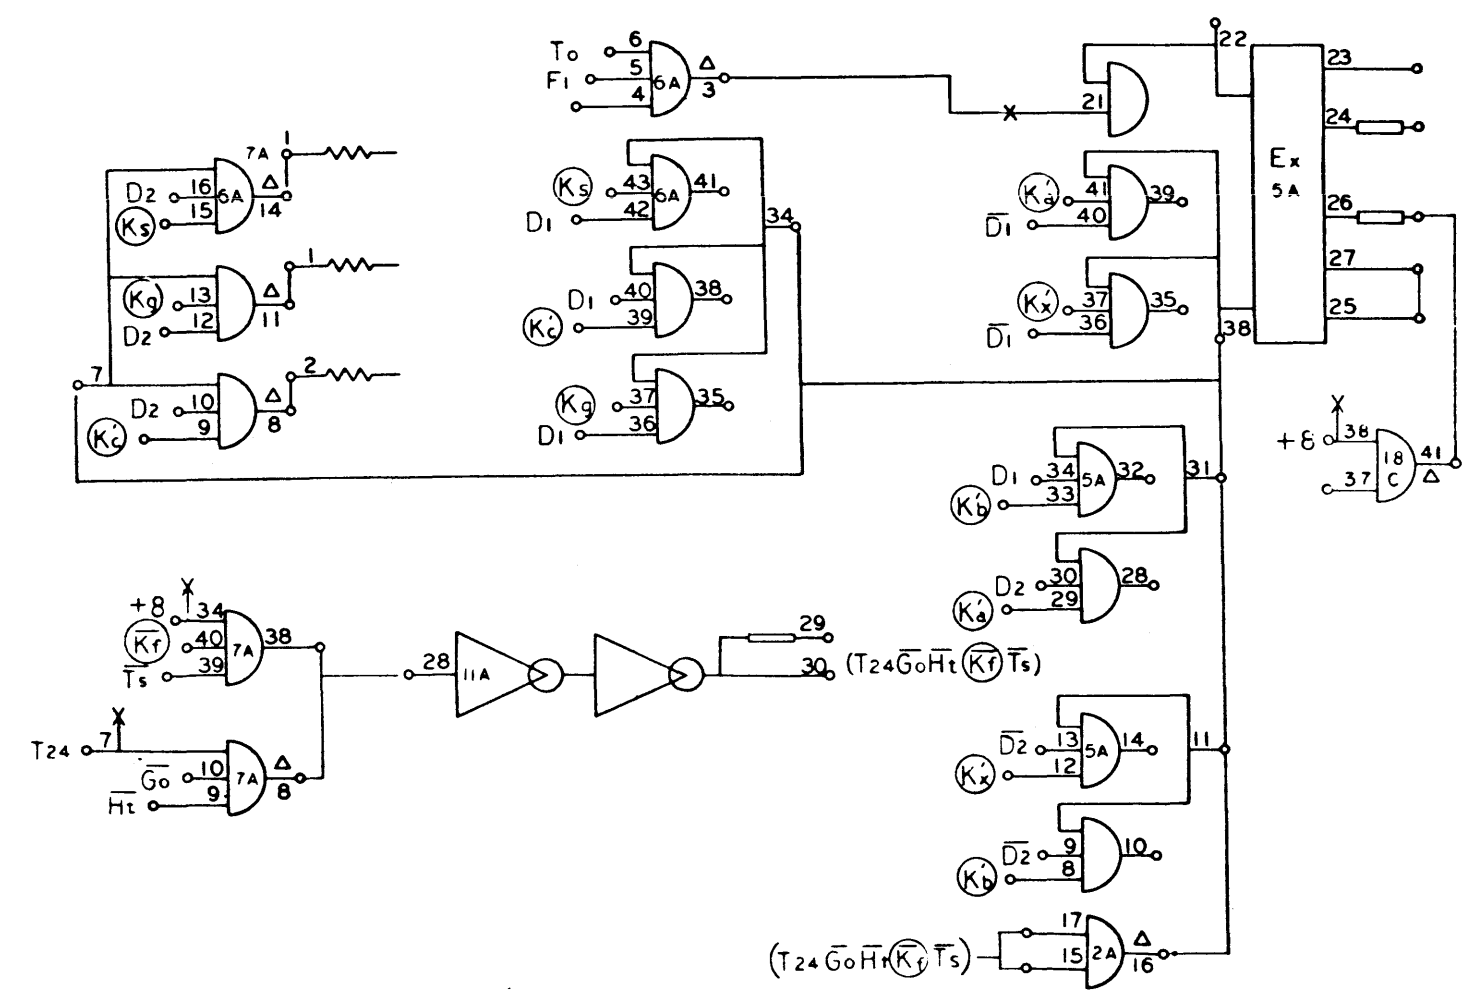 To 6
F1 5 6A Δ
4 3
22
21
Ex
5A
23
24
26
27
25
7A 1
D2 16 6A Δ
Ks 15 14
1
Kg 13 Δ
D2 12 11
2
7 D2 10 Δ
K'c 9 8
Ks 43 6A 41
D1 42
34
D1 40 38
K'c 39
Kg 37 35
D1 36
K'a 41 39
D̅1̅ 40
K'x 37 35
D̅1̅ 36
38
+8 38 18 C 41 Δ
37
D1 34 5A 32 31
K'b 33
D2 30 28
K'a 29
+8 34
K̅f̅ 40 7A 38
T̅s̅ 39
T24 7
G̅o̅ 10 7A Δ
H̅t̅ 9 8
28 11A
29
30 (T24 G̅o̅ H̅t̅ K̅f̅ T̅s̅)
D̅2̅ 13 5A 14 11
K'x 12
D̅2̅ 9 10
K'b 8
(T24 G̅o̅ H̅t̅ K̅f̅ T̅s̅) 17 2A Δ
15 16